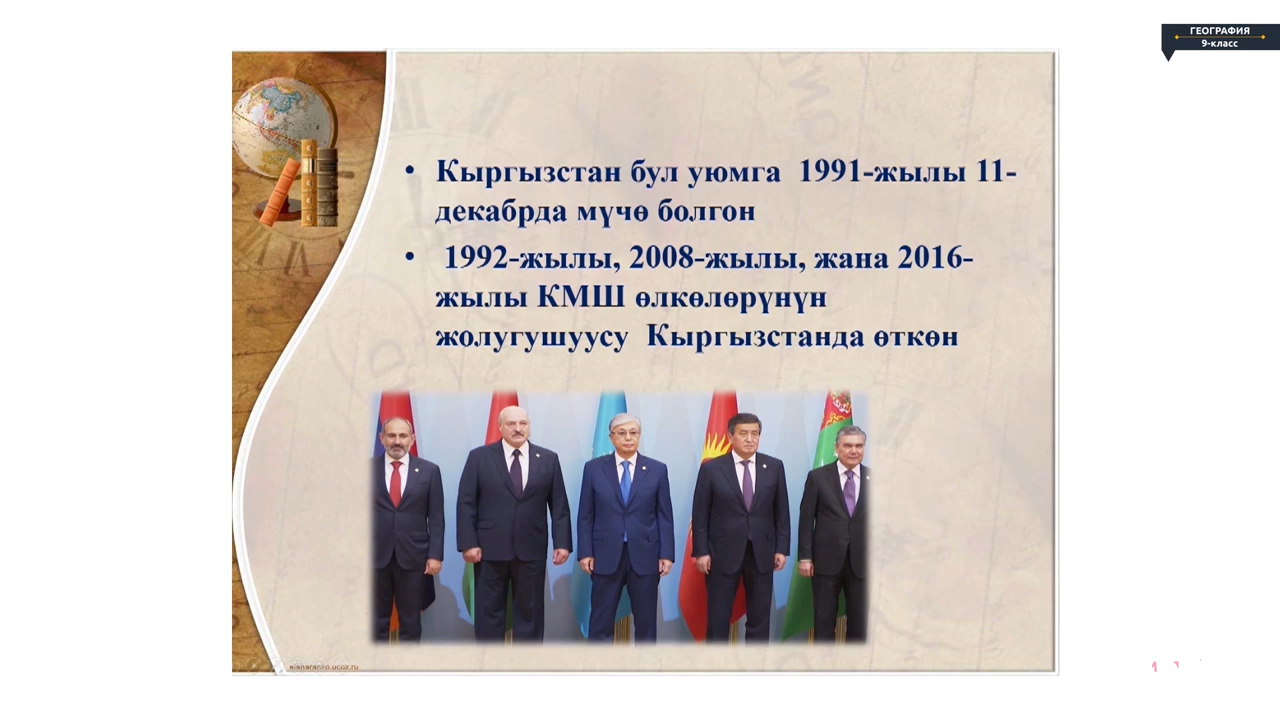 ГЕОГРАФИЯ
9-класс
• Кыргызстан бул уюмга 1991-жылы 11-
декабрда мүчө болгон
• 1992-жылы, 2008-жылы, жана 2016-
жылы КМШ өлкөлөрүнүн
жолугушуусу Кыргызстанда өткөн